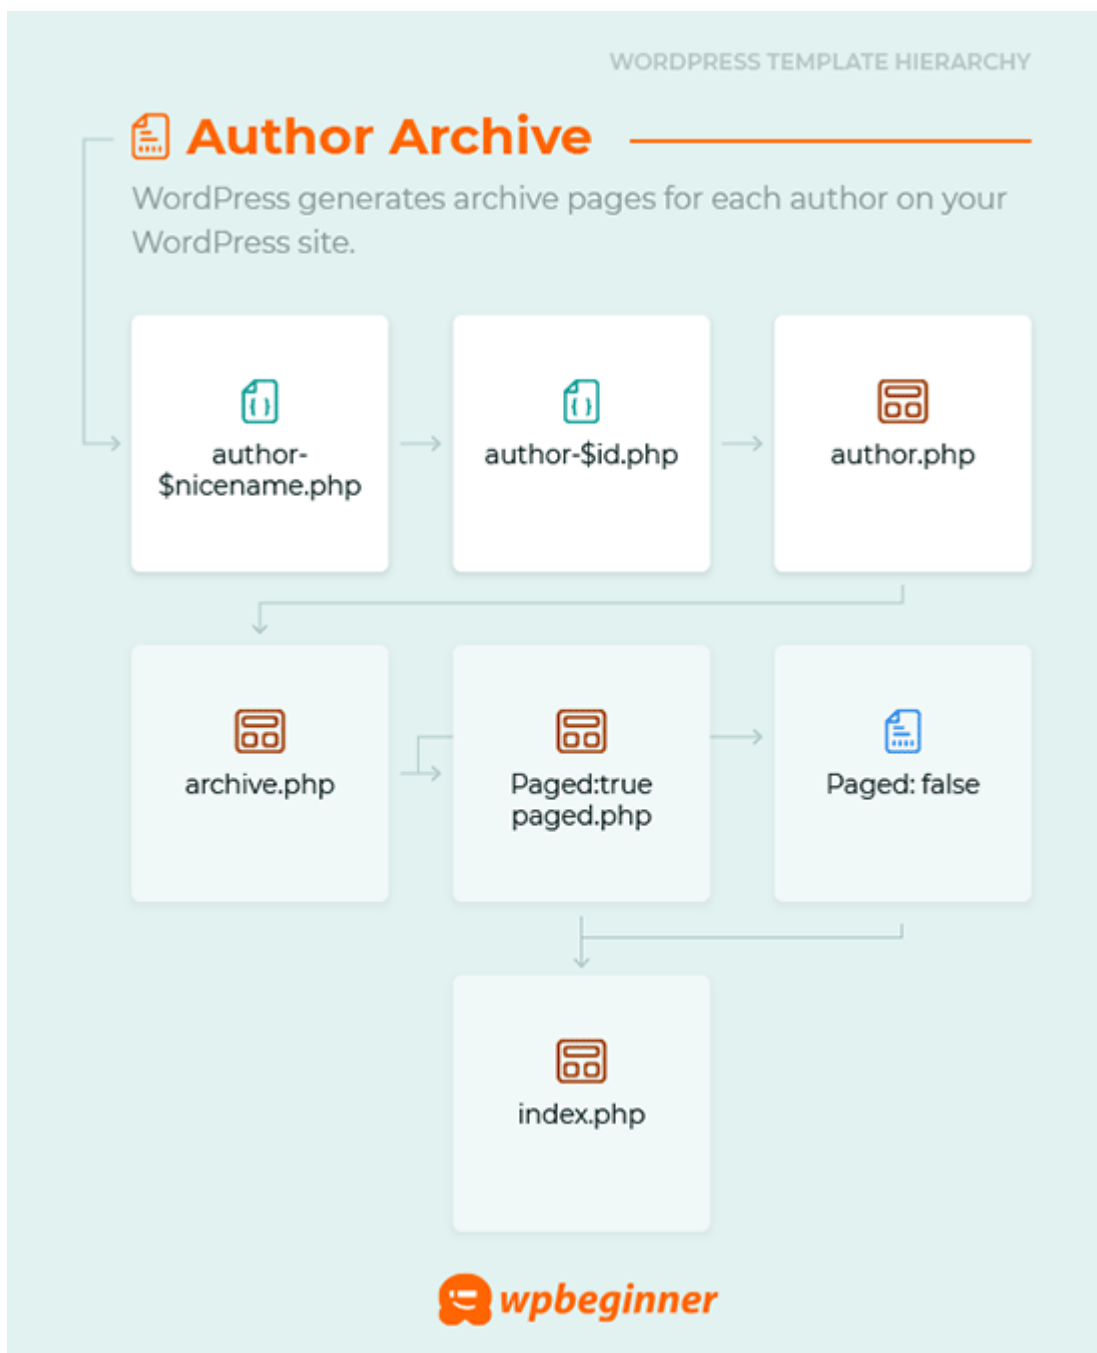 WORDPRESS TEMPLATE HIERARCHY
Author Archive
WordPress generates archive pages for each author on your
WordPress site.
author-
$nicename.php
author-$id.php
author.php
archive.php
Paged:true
paged.php
Paged: false
index.php
wpbeginner